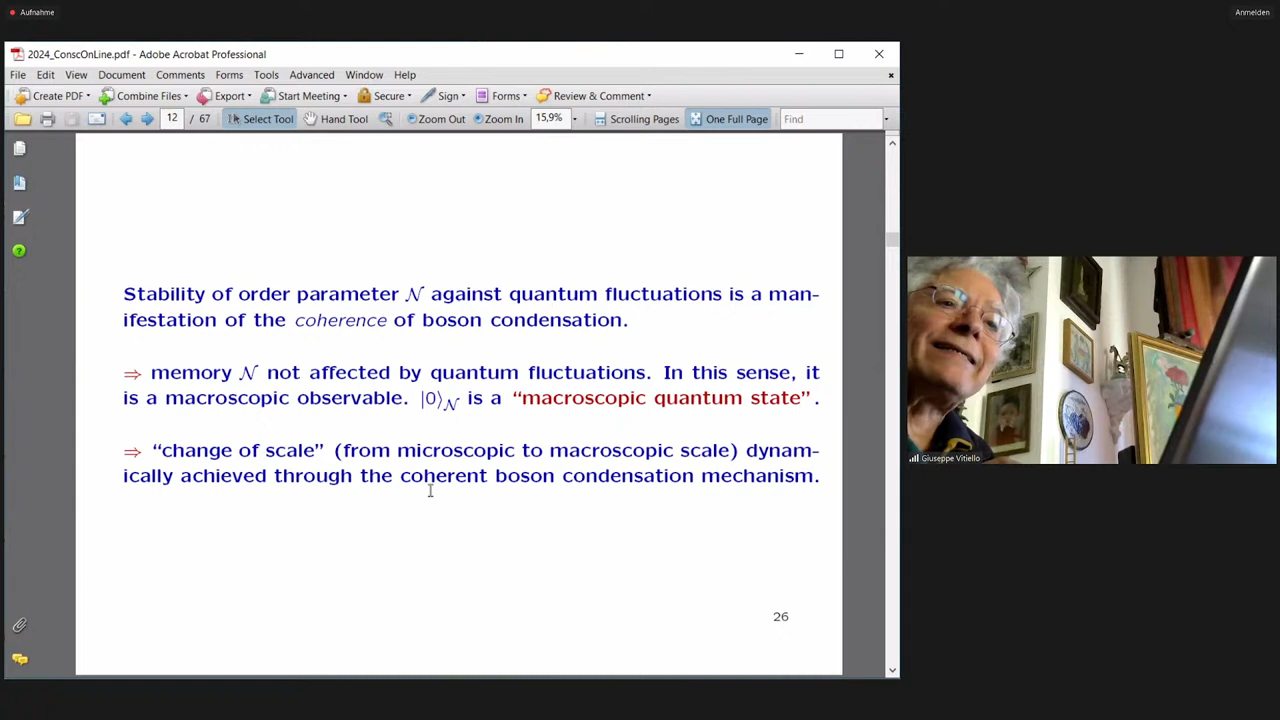 Aufnahme
Anmelden
2024_ConscOnLine.pdf - Adobe Acrobat Professional
File Edit View Document Comments Forms Tools Advanced Window Help
Create PDF Combine Files Export Start Meeting Secure Sign Forms Review & Comment
12 / 67 Select Tool Hand Tool Zoom Out Zoom In 15,9% Scrolling Pages One Full Page Find
Stability of order parameter 𝒩 against quantum fluctuations is a man-
ifestation of the coherence of boson condensation.
⇒ memory 𝒩 not affected by quantum fluctuations. In this sense, it
is a macroscopic observable. |0⟩𝒩 is a “macroscopic quantum state”.
⇒ “change of scale” (from microscopic to macroscopic scale) dynam-
ically achieved through the coherent boson condensation mechanism.
26
Giuseppe Vitiello